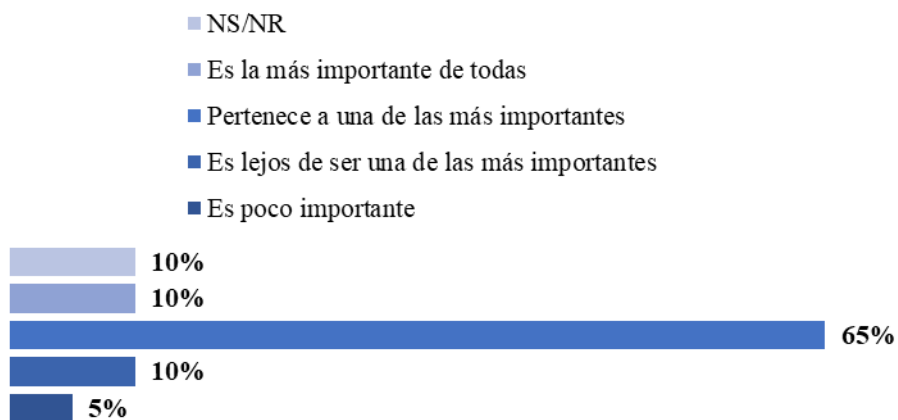 NS/NR
Es la más importante de todas
Pertenece a una de las más importantes
Es lejos de ser una de las más importantes
Es poco importante
10%
10%
65%
10%
5%